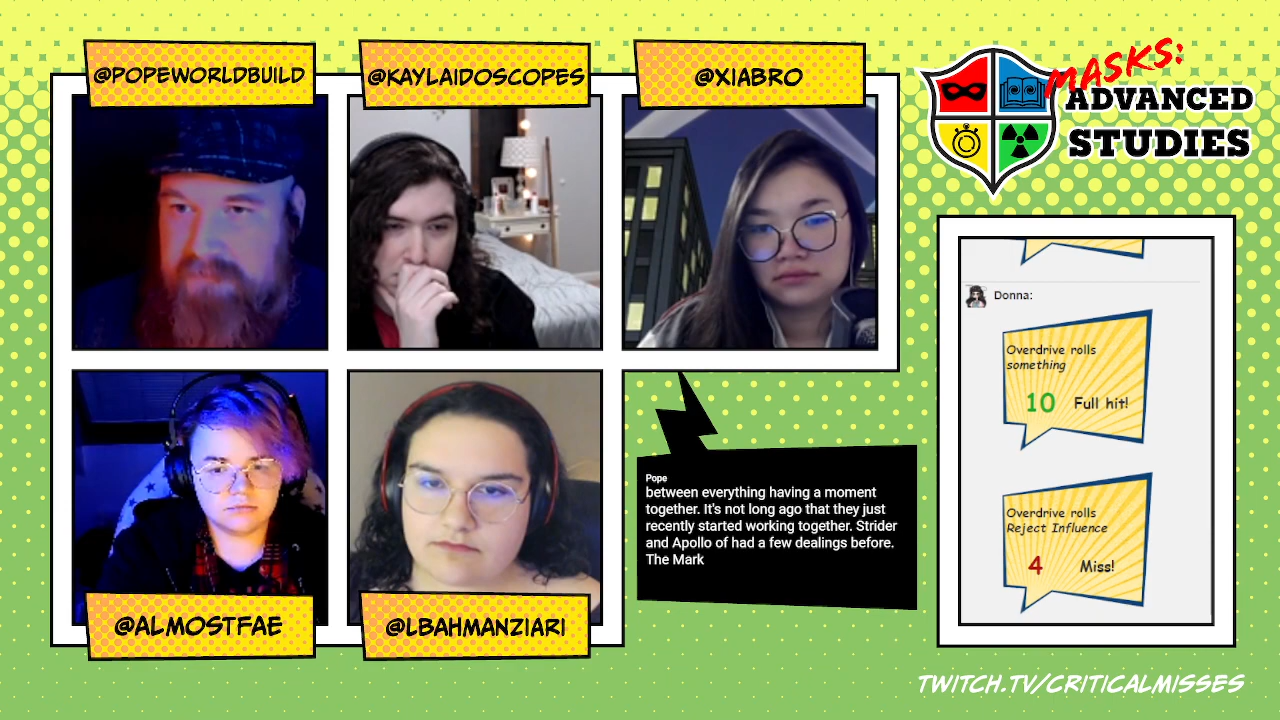 @POPEWORLDBUILD
@KAYLAIDOSCOPES
@XIABRO
MASKS:
ADVANCED
STUDIES
Donna:
Overdrive rolls
something
10 Full hit!
Overdrive rolls
Reject Influence
4 Miss!
Pope
between everything having a moment
together. It's not long ago that they just
recently started working together. Strider
and Apollo of had a few dealings before.
The Mark
@ALMOSTFAE
@LBAHMANZIARI
TWITCH.TV/CRITICALMISSES